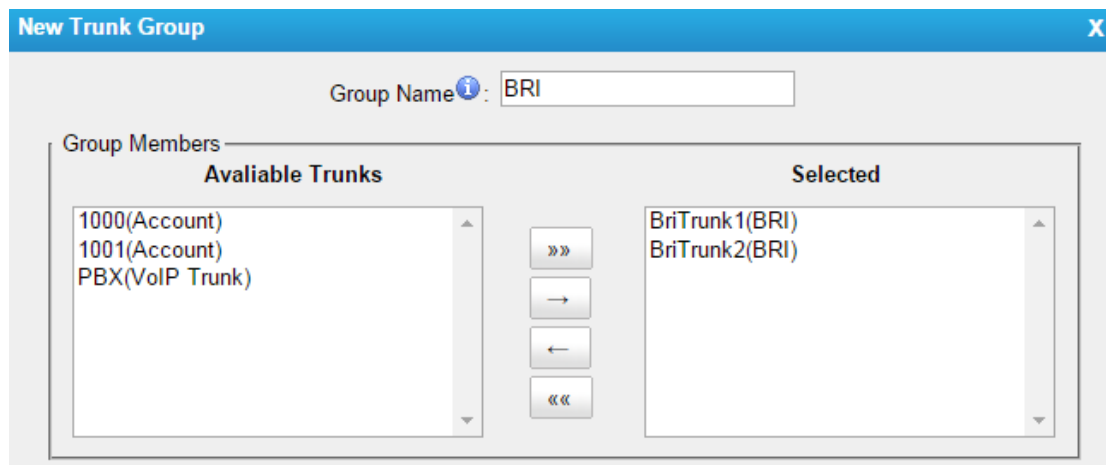 New Trunk Group X
Group Name i : BRI
Group Members
Avaliable Trunks Selected
1000(Account) BriTrunk1(BRI)
1001(Account) BriTrunk2(BRI)
PBX(VoIP Trunk)
»»
→
←
««